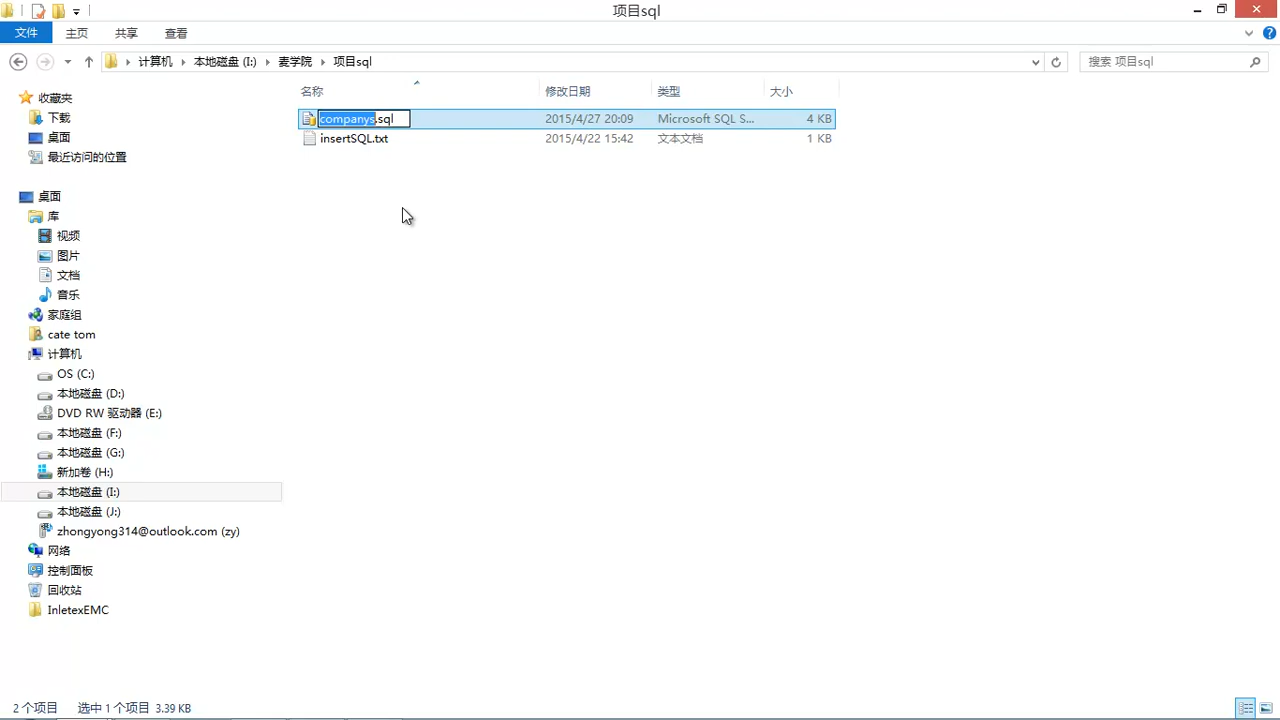 项目sql
文件 主页 共享 查看
计算机 本地磁盘 (I:) 麦学院 项目sql 搜索 项目sql
名称 修改日期 类型 大小
companys.sql 2015/4/27 20:09 Microsoft SQL S... 4 KB
insertSQL.txt 2015/4/22 15:42 文本文档 1 KB
收藏夹
下载
桌面
最近访问的位置
桌面
库
视频
图片
文档
音乐
家庭组
cate tom
计算机
OS (C:)
本地磁盘 (D:)
DVD RW 驱动器 (E:)
本地磁盘 (F:)
本地磁盘 (G:)
新加卷 (H:)
本地磁盘 (I:)
本地磁盘 (J:)
zhongyong314@outlook.com (zy)
网络
控制面板
回收站
InletexEMC
2 个项目 选中 1 个项目 3.39 KB